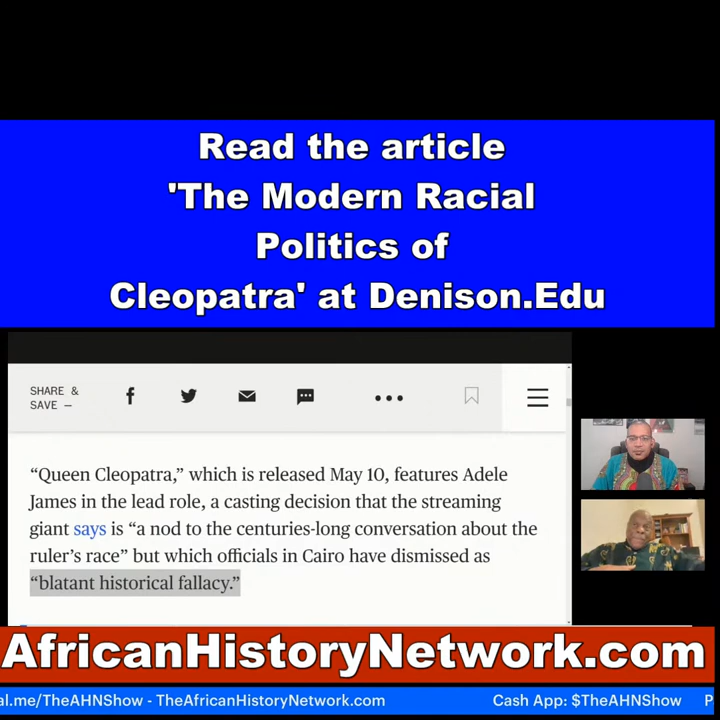 Read the article
'The Modern Racial
Politics of
Cleopatra' at Denison.Edu
SHARE &
SAVE —
“Queen Cleopatra,” which is released May 10, features Adele
James in the lead role, a casting decision that the streaming
giant says is “a nod to the centuries-long conversation about the
ruler’s race” but which officials in Cairo have dismissed as
“blatant historical fallacy.”
AfricanHistoryNetwork.com
al.me/TheAHNShow - TheAfricanHistoryNetwork.com Cash App: $TheAHNShow P